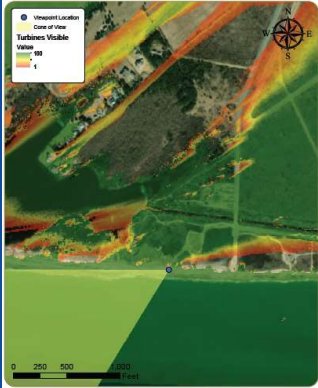 Viewpoint Location
Cone of View
Turbines Visible
Value
100
1
N
W E
S
0 250 500 1,000
Feet